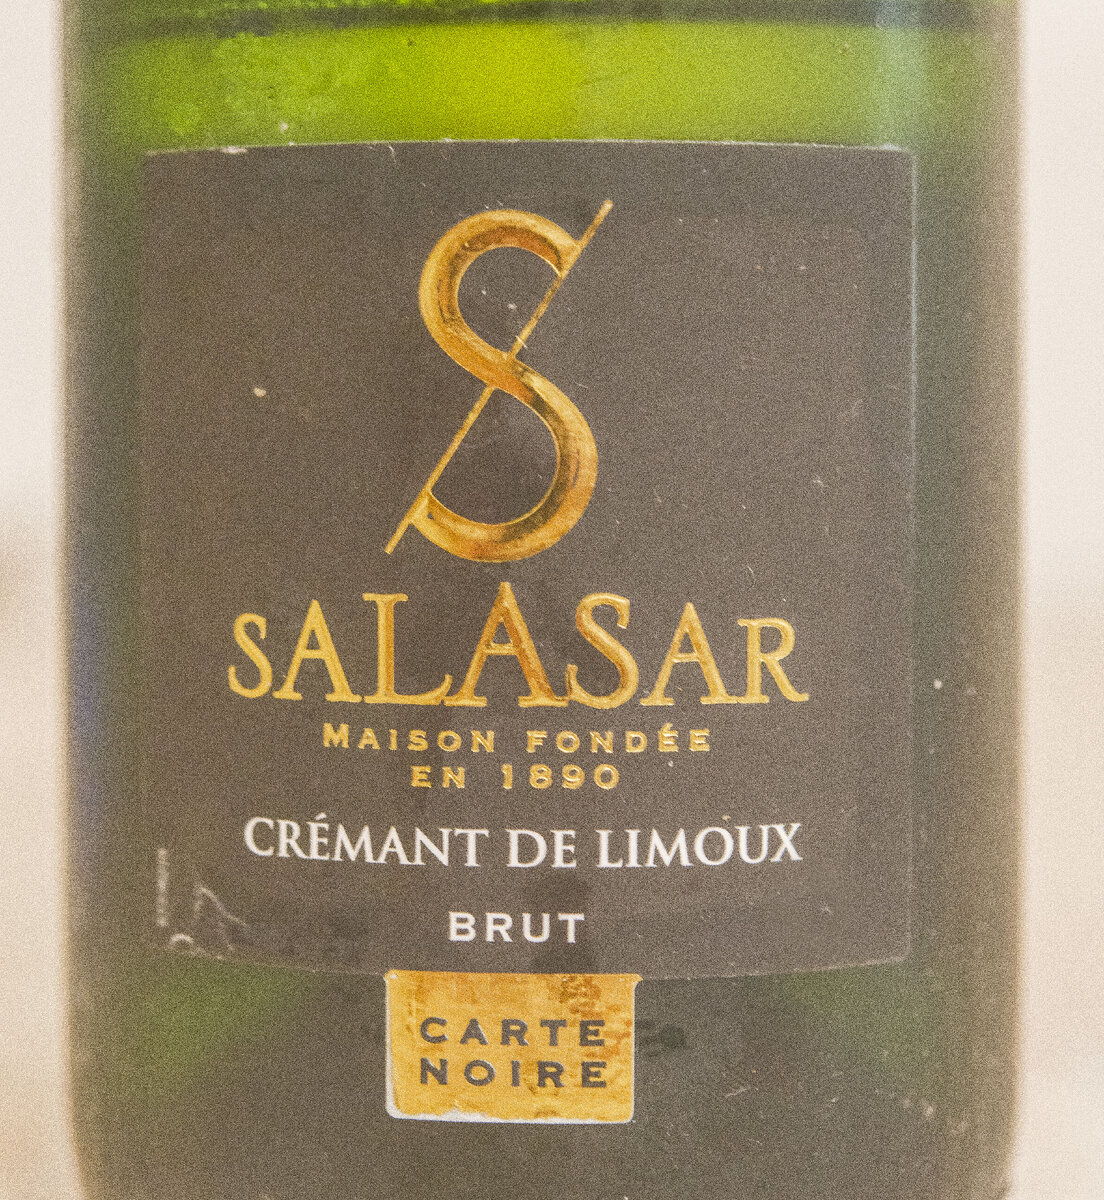 S
SALASAR
MAISON FONDÉE
EN 1890
CRÉMANT DE LIMOUX
BRUT
CARTE
NOIRE